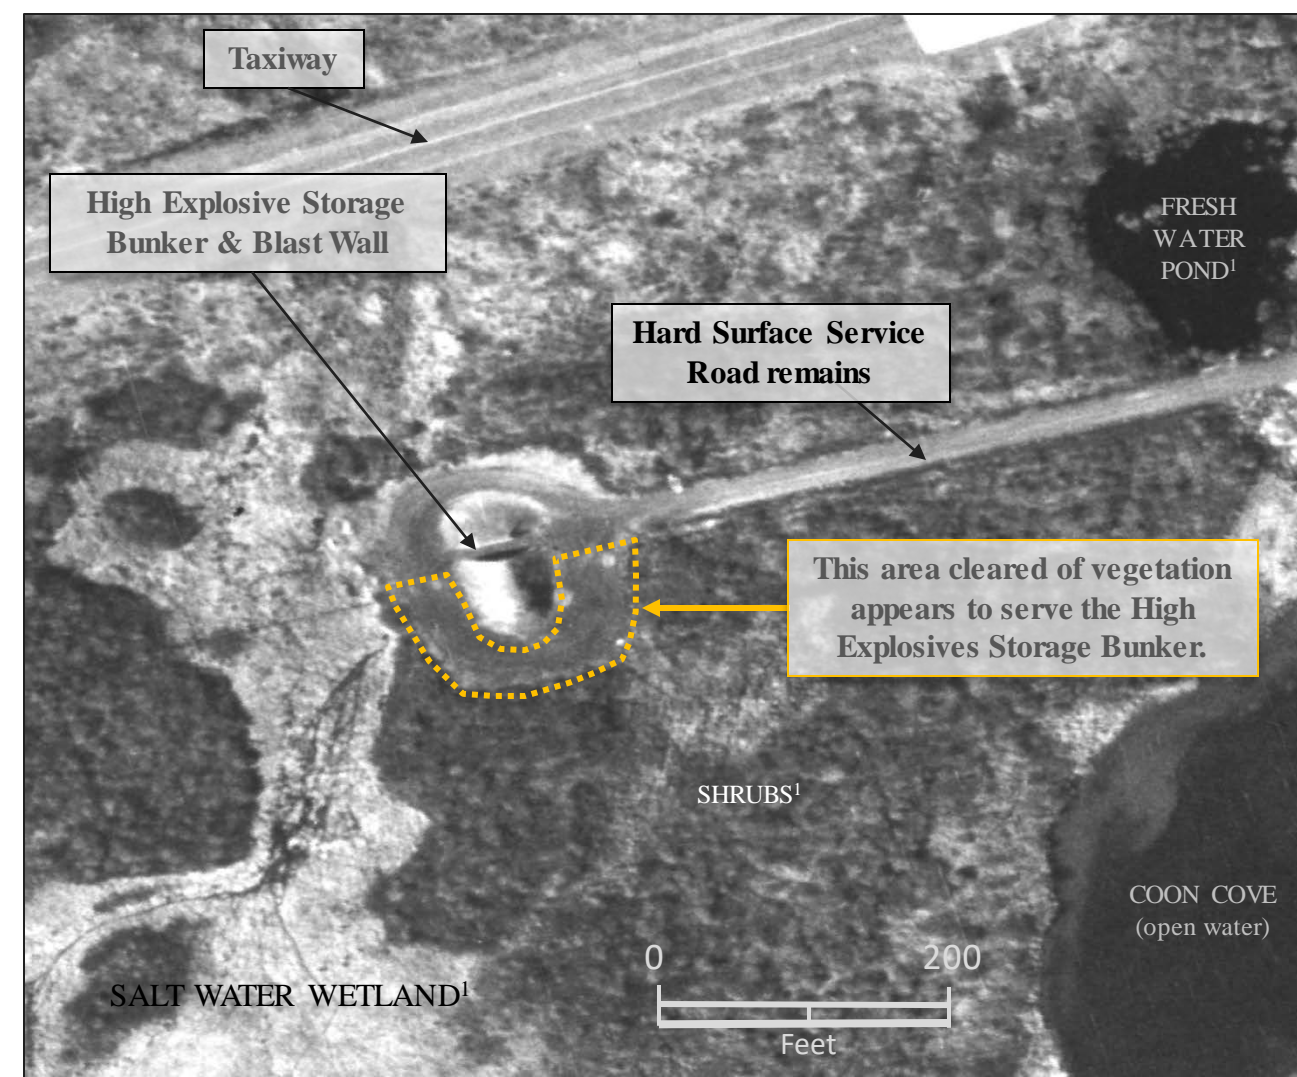 Taxiway
High Explosive Storage
Bunker & Blast Wall
FRESH
WATER
POND¹
Hard Surface Service
Road remains
This area cleared of vegetation
appears to serve the High
Explosives Storage Bunker.
SHRUBS¹
COON COVE
(open water)
SALT WATER WETLAND¹
0 200
Feet